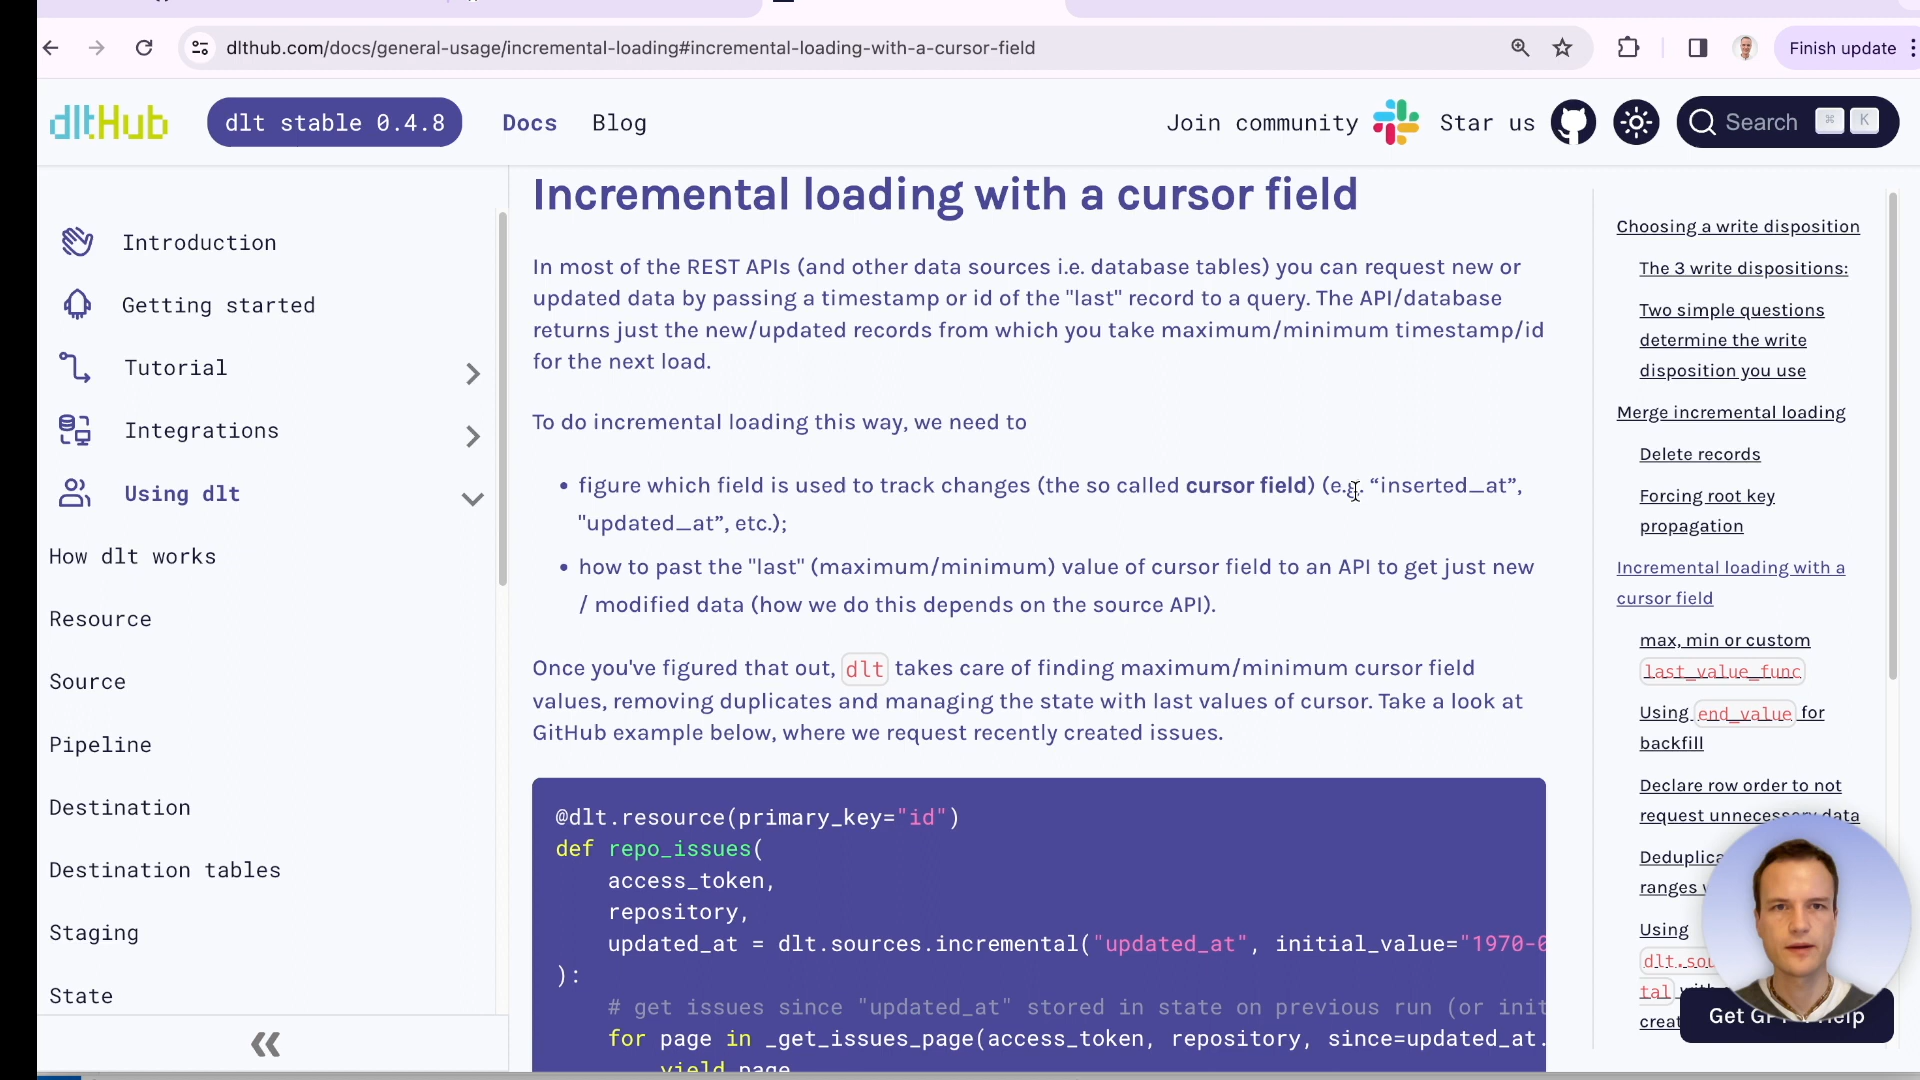 dlthub.com/docs/general-usage/incremental-loading#incremental-loading-with-a-cursor-field
Finish update
dltHub
dlt stable 0.4.8
Docs
Blog
Join community
Star us
Search
⌘
K
Introduction
Getting started
Tutorial
Integrations
Using dlt
How dlt works
Resource
Source
Pipeline
Destination
Destination tables
Staging
State
Incremental loading with a cursor field
In most of the REST APIs (and other data sources i.e. database tables) you can request new or
updated data by passing a timestamp or id of the "last" record to a query. The API/database
returns just the new/updated records from which you take maximum/minimum timestamp/id
for the next load.
To do incremental loading this way, we need to
• figure which field is used to track changes (the so called cursor field) (e.g. “inserted_at”,
"updated_at”, etc.);
• how to past the "last" (maximum/minimum) value of cursor field to an API to get just new
/ modified data (how we do this depends on the source API).
Once you've figured that out, dlt takes care of finding maximum/minimum cursor field
values, removing duplicates and managing the state with last values of cursor. Take a look at
GitHub example below, where we request recently created issues.
@dlt.resource(primary_key="id")
def repo_issues(
access_token,
repository,
updated_at = dlt.sources.incremental("updated_at", initial_value="1970-0
):
# get issues since "updated_at" stored in state on previous run (or init
for page in _get_issues_page(access_token, repository, since=updated_at.
yield page
Choosing a write disposition
The 3 write dispositions:
Two simple questions
determine the write
disposition you use
Merge incremental loading
Delete records
Forcing root key
propagation
Incremental loading with a
cursor field
max, min or custom
last_value_func
Using end_value for
backfill
Declare row order to not
request unnecessary data
ranges
Using
tal
Get Help